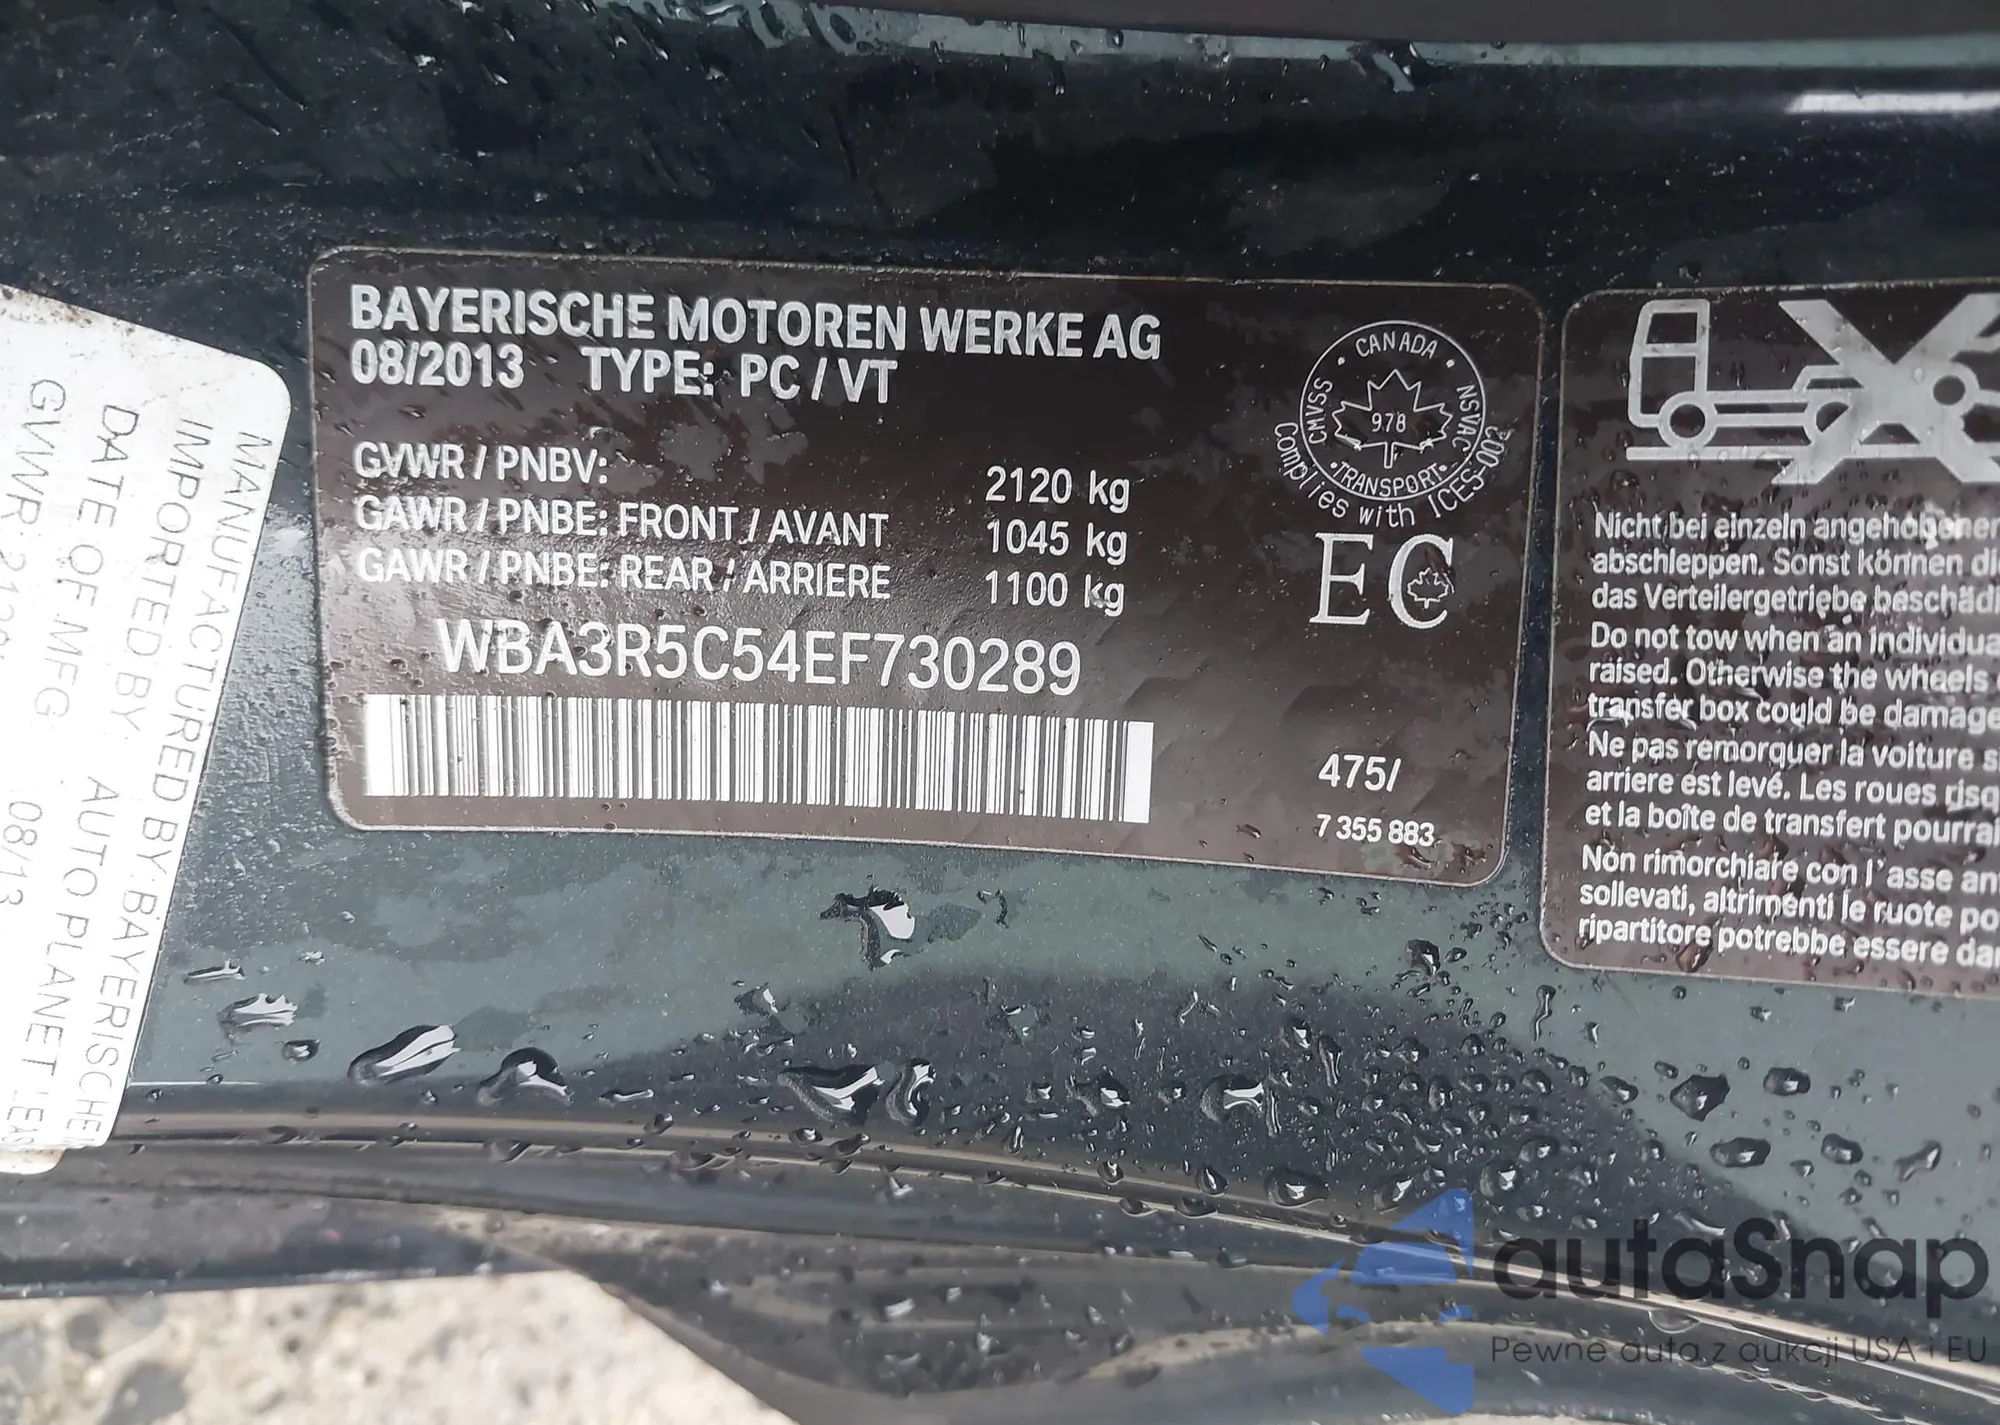 BAYERISCHE MOTOREN WERKE AG
08/2013 TYPE: PC / VT
GVWR / PNBV: 2120 kg
GAWR / PNBE: FRONT / AVANT 1045 kg
GAWR / PNBE: REAR / ARRIERE 1100 kg
WBA3R5C54EF730289
475/
7 355 883
CANADA
CMVSS
NSVAC
978
TRANSPORT
Complies with ICES-002
EC
Nicht bei einzeln angehobener
abschleppen. Sonst können di
das Verteilergetriebe beschädi
Do not tow when an individua
raised. Otherwise the wheels
transfer box could be damage
Ne pas remorquer la voiture s
arriere est levé. Les roues risq
et la boîte de transfert pourrai
Non rimorchiare con l'asse an
sollevati, altrimenti le ruote po
ripartitore potrebbe essere dan
MANUFACTURED BY: BAYERISCHE
IMPORTED BY: AUTO PLANET LEAS
DATE OF MFG : 08/13
GVWR: 2120
autaSnap
Pewne auta z aukcji USA i EU